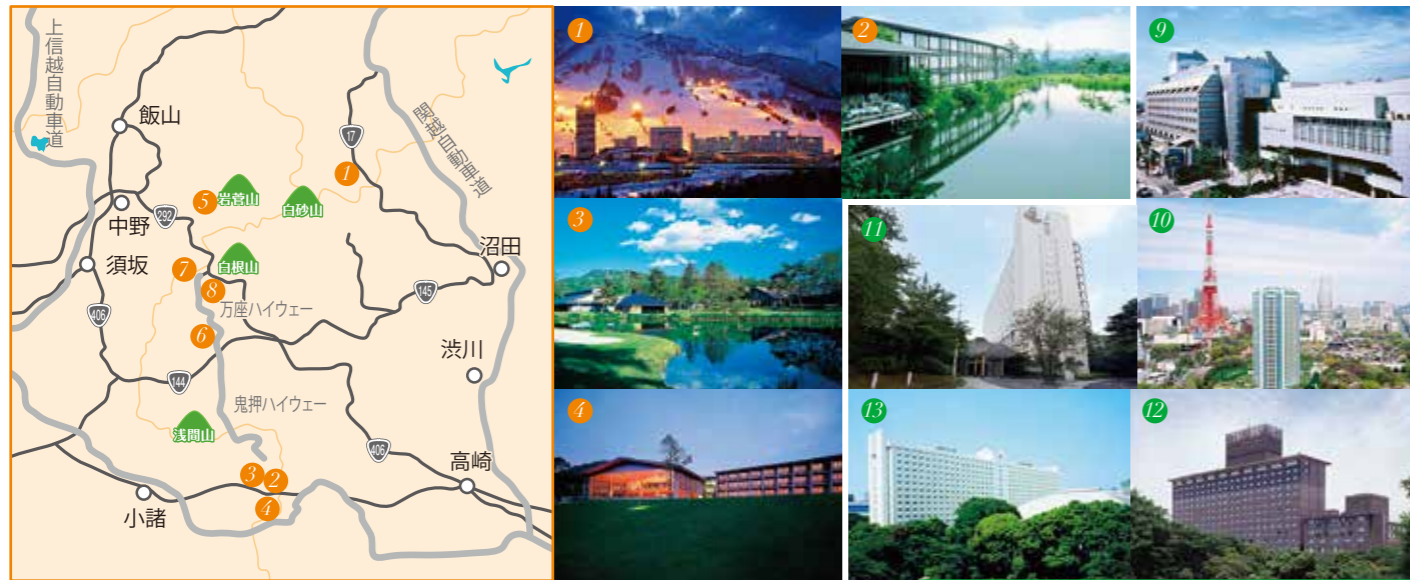 上信越自動車道
飯山
17
関越自動車道
1
5
岩菅山
白砂山
292
中野
須坂
7
白根山
8
沼田
145
万座ハイウェー
406
6
渋川
144
鬼押ハイウェー
浅間山
406
3
2
高崎
4
小諸
1
2
9
3
11
10
4
13
12